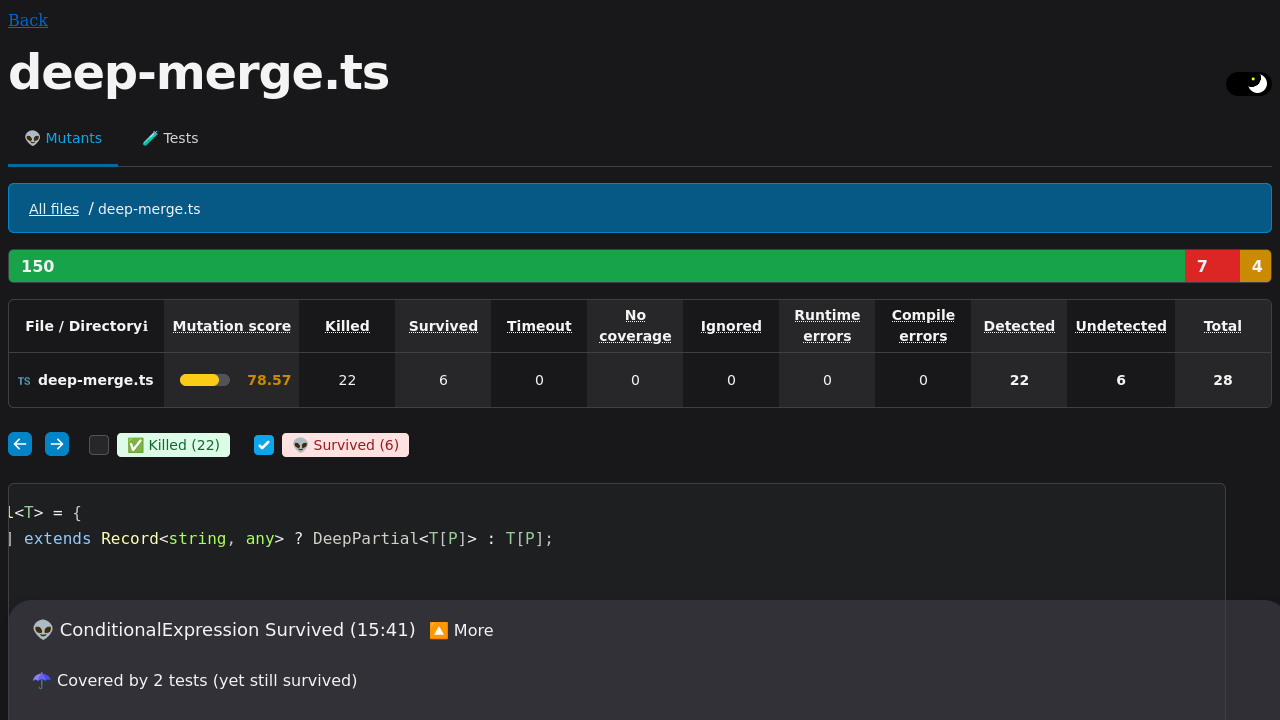 Back
deep-merge.ts
👽 Mutants 🧪 Tests
All files / deep-merge.ts
150 7 4
File / Directory ℹ Mutation score Killed Survived Timeout No coverage Ignored Runtime errors Compile errors Detected Undetected Total
TS deep-merge.ts 78.57 22 6 0 0 0 0 0 22 6 28
← → ✅ Killed (22) 👽 Survived (6)
l<T> = {
] extends Record<string, any> ? DeepPartial<T[P]> : T[P];
👽 ConditionalExpression Survived (15:41) 🔼 More
☂️ Covered by 2 tests (yet still survived)